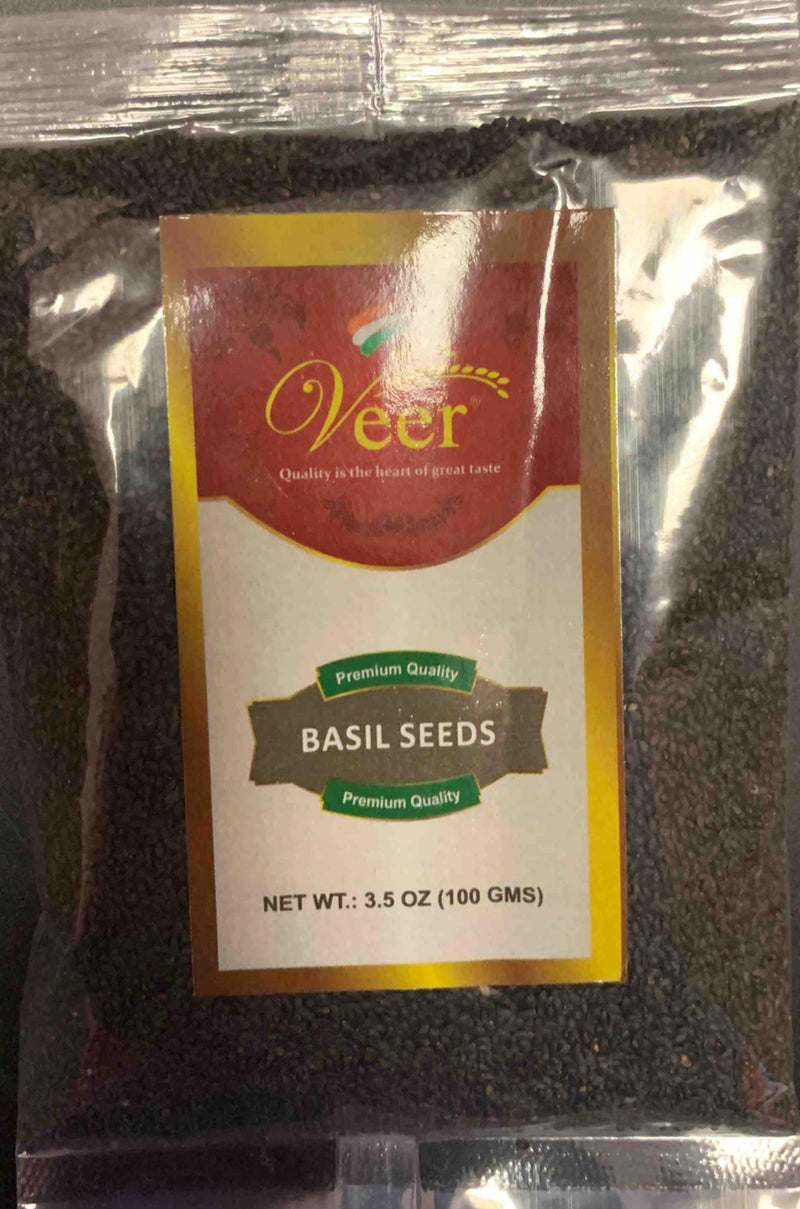 Veer®
Quality is the heart of great taste
Premium Quality
BASIL SEEDS
Premium Quality
NET WT.: 3.5 OZ (100 GMS)